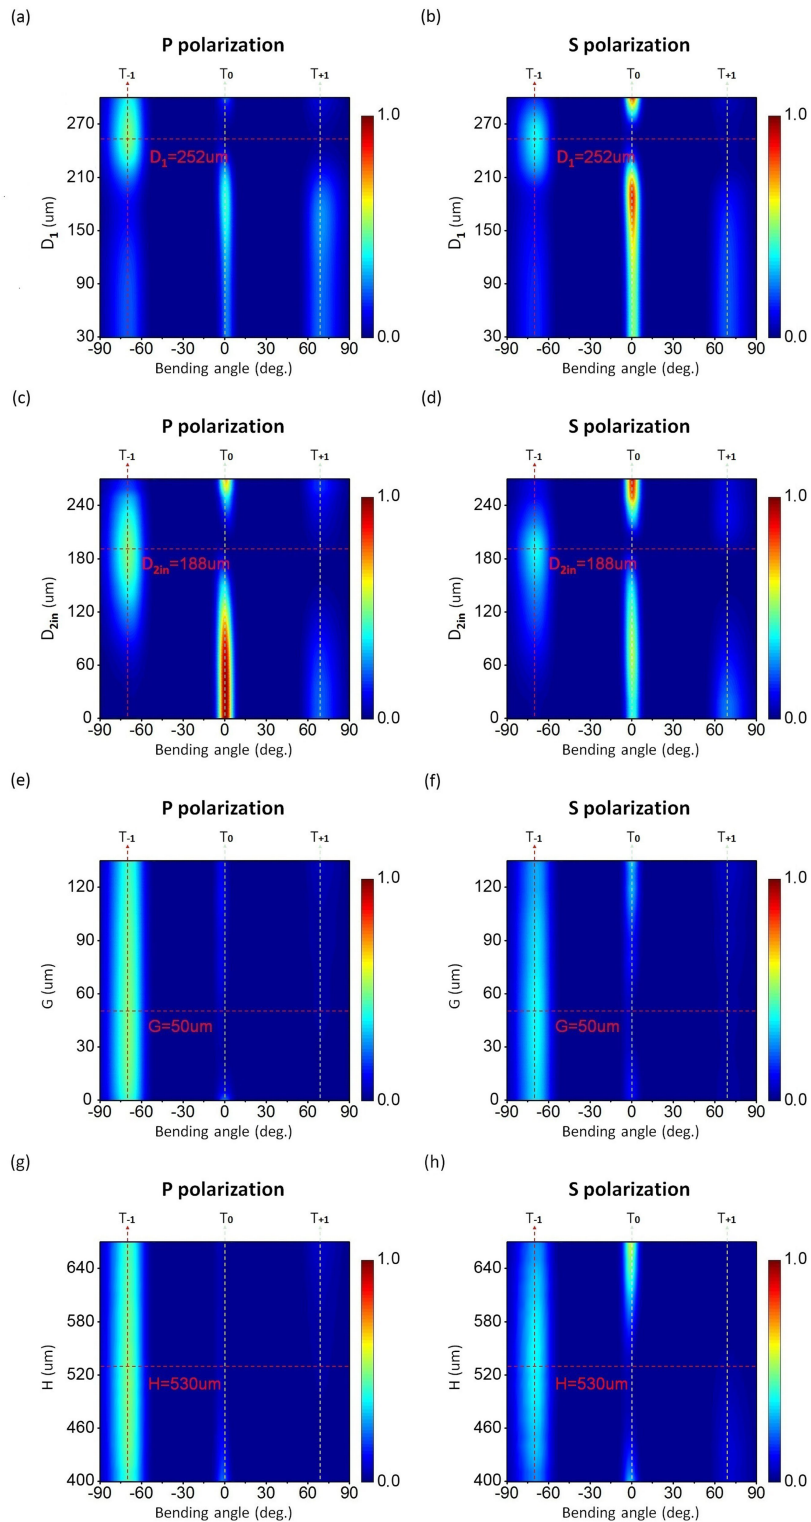 (a)
P polarization
T-1 T0 T+1
D1 (um)
270
210
150
90
30
D1=252um
-90 -60 -30 0 30 60 90
Bending angle (deg.)
1.0
0.0
(b)
S polarization
T-1 T0 T+1
D1 (um)
270
210
150
90
30
D1=252um
-90 -60 -30 0 30 60 90
Bending angle (deg.)
1.0
0.0
(c)
P polarization
T-1 T0 T+1
D2in (um)
240
180
120
60
0
D2in=188um
-90 -60 -30 0 30 60 90
Bending angle (deg.)
1.0
0.0
(d)
S polarization
T-1 T0 T+1
D2in (um)
240
180
120
60
0
D2in=188um
-90 -60 -30 0 30 60 90
Bending angle (deg.)
1.0
0.0
(e)
P polarization
T-1 T0 T+1
G (um)
120
90
60
30
0
G=50um
-90 -60 -30 0 30 60 90
Bending angle (deg.)
1.0
0.0
(f)
S polarization
T-1 T0 T+1
G (um)
120
90
60
30
0
G=50um
-90 -60 -30 0 30 60 90
Bending angle (deg.)
1.0
0.0
(g)
P polarization
T-1 T0 T+1
H (um)
640
580
520
460
400
H=530um
-90 -60 -30 0 30 60 90
Bending angle (deg.)
1.0
0.0
(h)
S polarization
T-1 T0 T+1
H (um)
640
580
520
460
400
H=530um
-90 -60 -30 0 30 60 90
Bending angle (deg.)
1.0
0.0